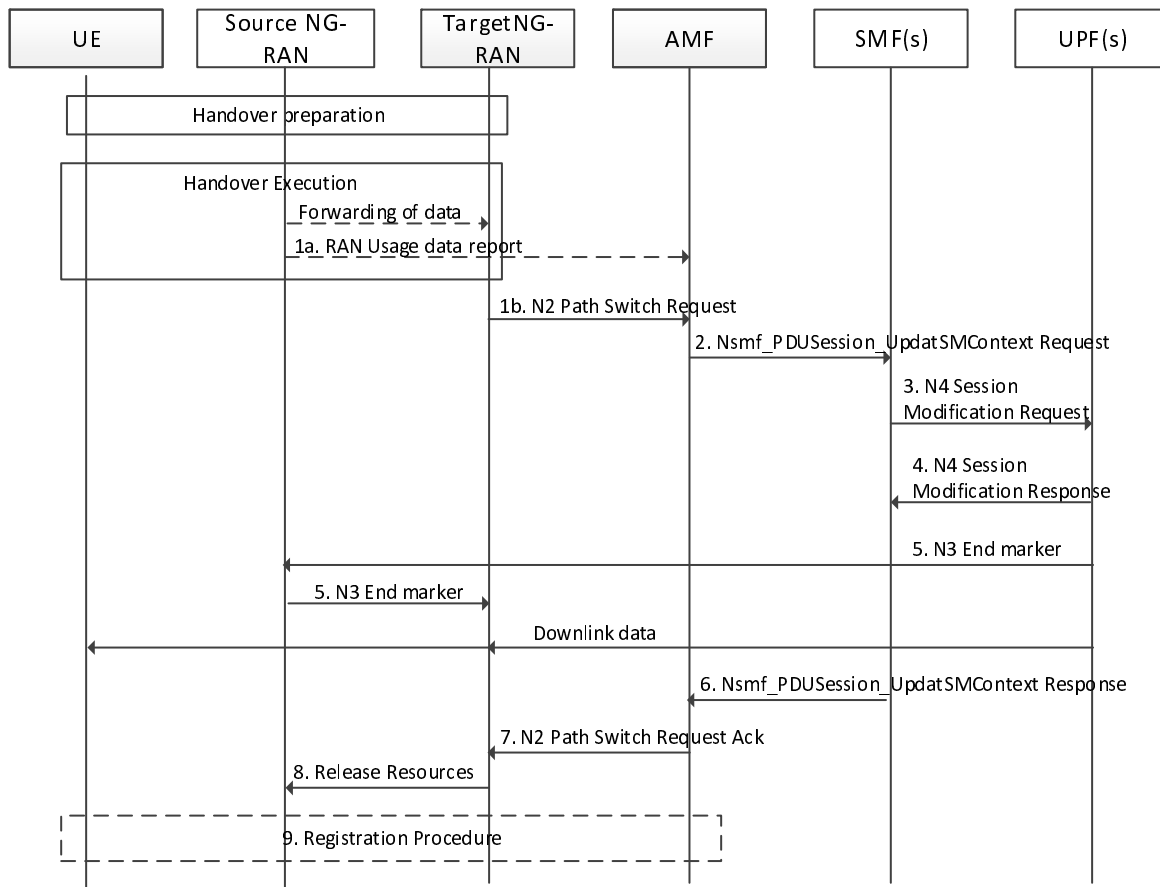 UE
Source NG-
RAN
TargetNG-
RAN
AMF
SMF(s)
UPF(s)
Handover preparation
Handover Execution
Forwarding of data
1a. RAN Usage data report
1b. N2 Path Switch Request
2. Nsmf_PDUSession_UpdatSMContext Request
3. N4 Session
Modification Request
4. N4 Session
Modification Response
5. N3 End marker
5. N3 End marker
Downlink data
6. Nsmf_PDUSession_UpdatSMContext Response
7. N2 Path Switch Request Ack
8. Release Resources
9. Registration Procedure